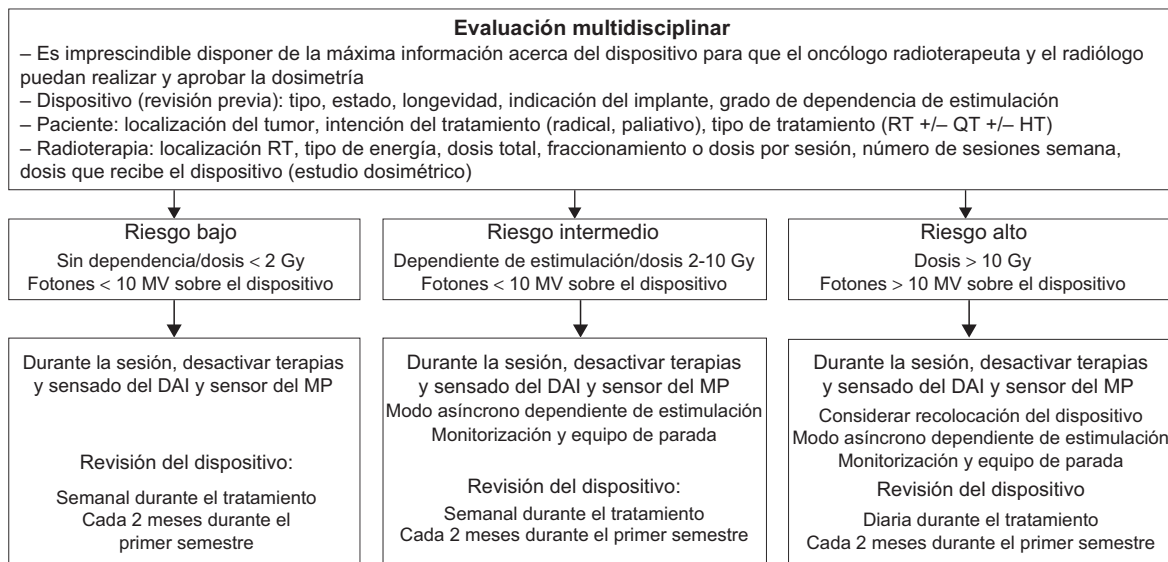 Evaluación multidisciplinar
– Es imprescindible disponer de la máxima información acerca del dispositivo para que el oncólogo radioterapeuta y el radiólogo
puedan realizar y aprobar la dosimetría
– Dispositivo (revisión previa): tipo, estado, longevidad, indicación del implante, grado de dependencia de estimulación
– Paciente: localización del tumor, intención del tratamiento (radical, paliativo), tipo de tratamiento (RT +/– QT +/– HT)
– Radioterapia: localización RT, tipo de energía, dosis total, fraccionamiento o dosis por sesión, número de sesiones semana,
dosis que recibe el dispositivo (estudio dosimétrico)
Riesgo bajo
Sin dependencia/dosis < 2 Gy
Fotones < 10 MV sobre el dispositivo
Riesgo intermedio
Dependiente de estimulación/dosis 2-10 Gy
Fotones < 10 MV sobre el dispositivo
Riesgo alto
Dosis > 10 Gy
Fotones > 10 MV sobre el dispositivo
Durante la sesión, desactivar terapias
y sensado del DAI y sensor del MP
Revisión del dispositivo:
Semanal durante el tratamiento
Cada 2 meses durante el
primer semestre
Durante la sesión, desactivar terapias
y sensado del DAI y sensor del MP
Modo asíncrono dependiente de estimulación
Monitorización y equipo de parada
Revisión del dispositivo:
Semanal durante el tratamiento
Cada 2 meses durante el primer semestre
Durante la sesión, desactivar terapias
y sensado del DAI y sensor del MP
Considerar recolocación del dispositivo
Modo asíncrono dependiente de estimulación
Monitorización y equipo de parada
Revisión del dispositivo
Diaria durante el tratamiento
Cada 2 meses durante el primer semestre